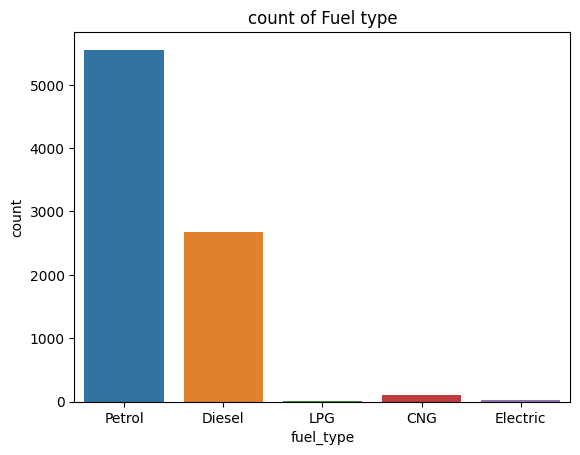 count of Fuel type
count
5000
4000
3000
2000
1000
0
Petrol Diesel LPG CNG Electric
fuel_type